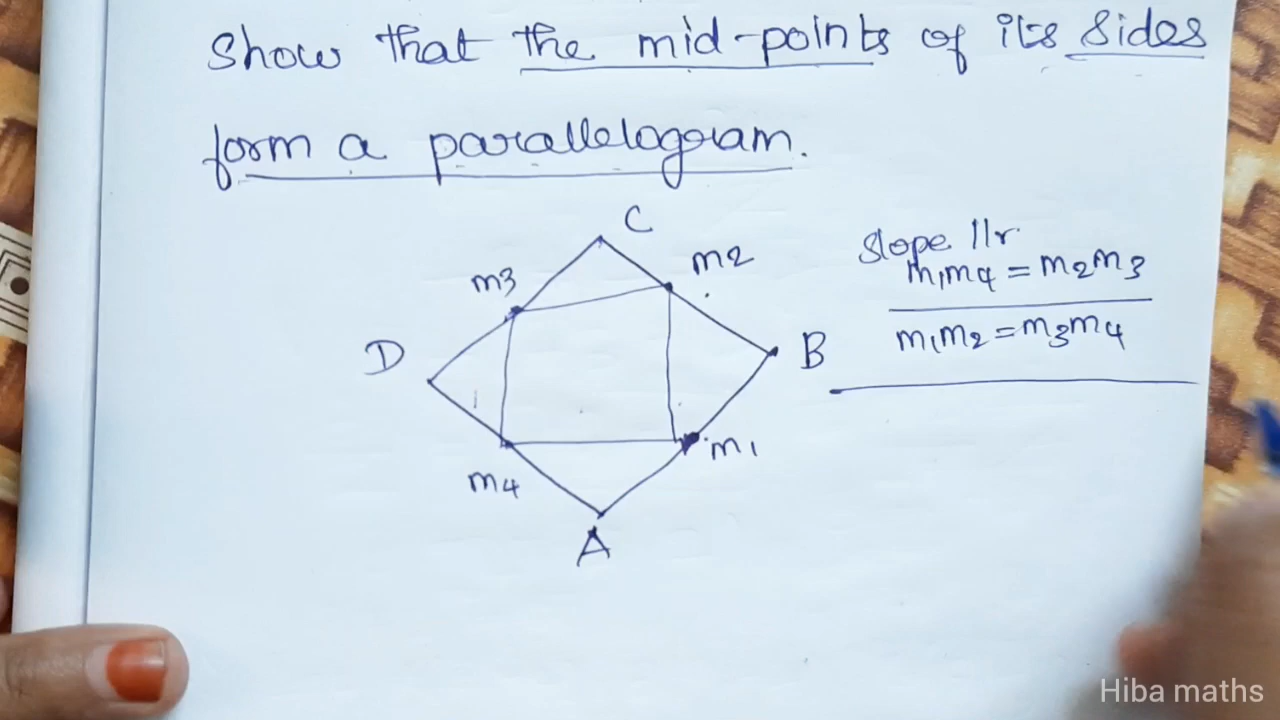 Show that the mid-points of its sides
form a parallelogram.
C
m3
m2
D
B
m4
m1
A
Slope llr
m1m4 = m2m3
m1m2 = m3m4
Hiba maths